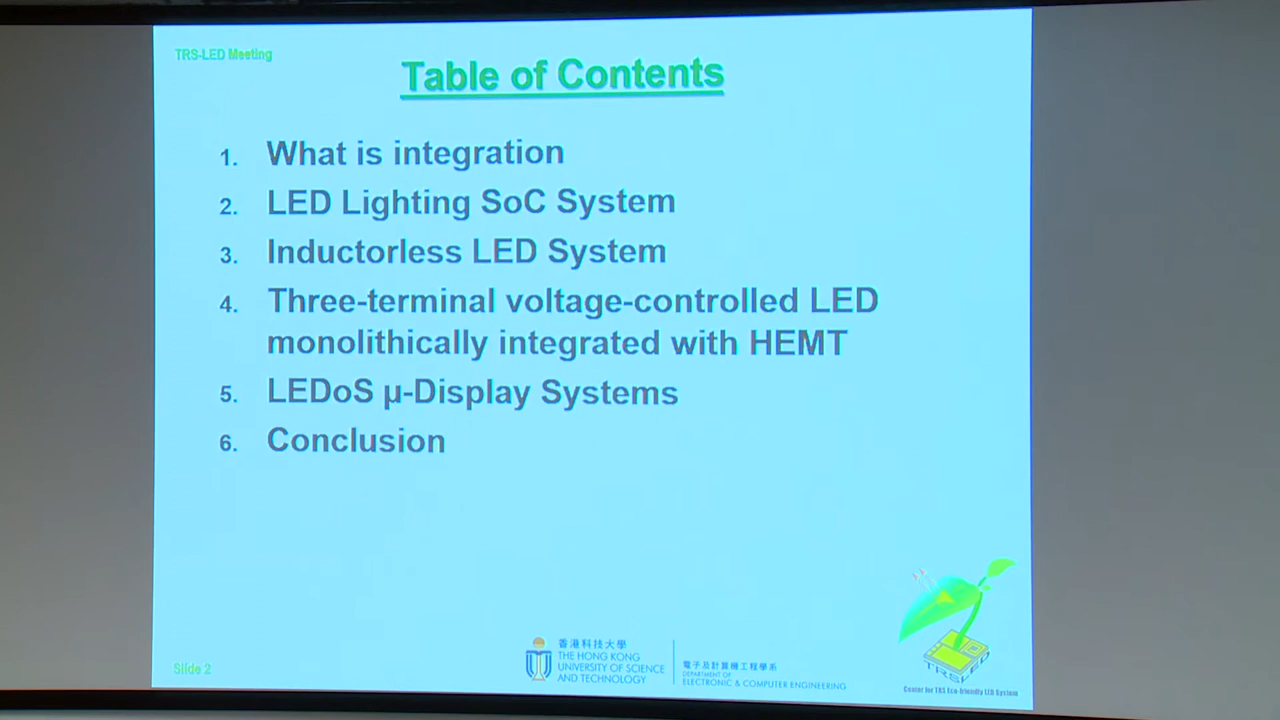 TRS-LED Meeting
Table of Contents
1. What is integration
2. LED Lighting SoC System
3. Inductorless LED System
4. Three-terminal voltage-controlled LED
monolithically integrated with HEMT
5. LEDoS μ-Display Systems
6. Conclusion
香港科技大學
THE HONG KONG
UNIVERSITY OF SCIENCE
AND TECHNOLOGY
電子及計算機工程學系
DEPARTMENT OF
ELECTRONIC & COMPUTER ENGINEERING
TRSLED
Center for TRS Eco-friendly LED System
Slide 2